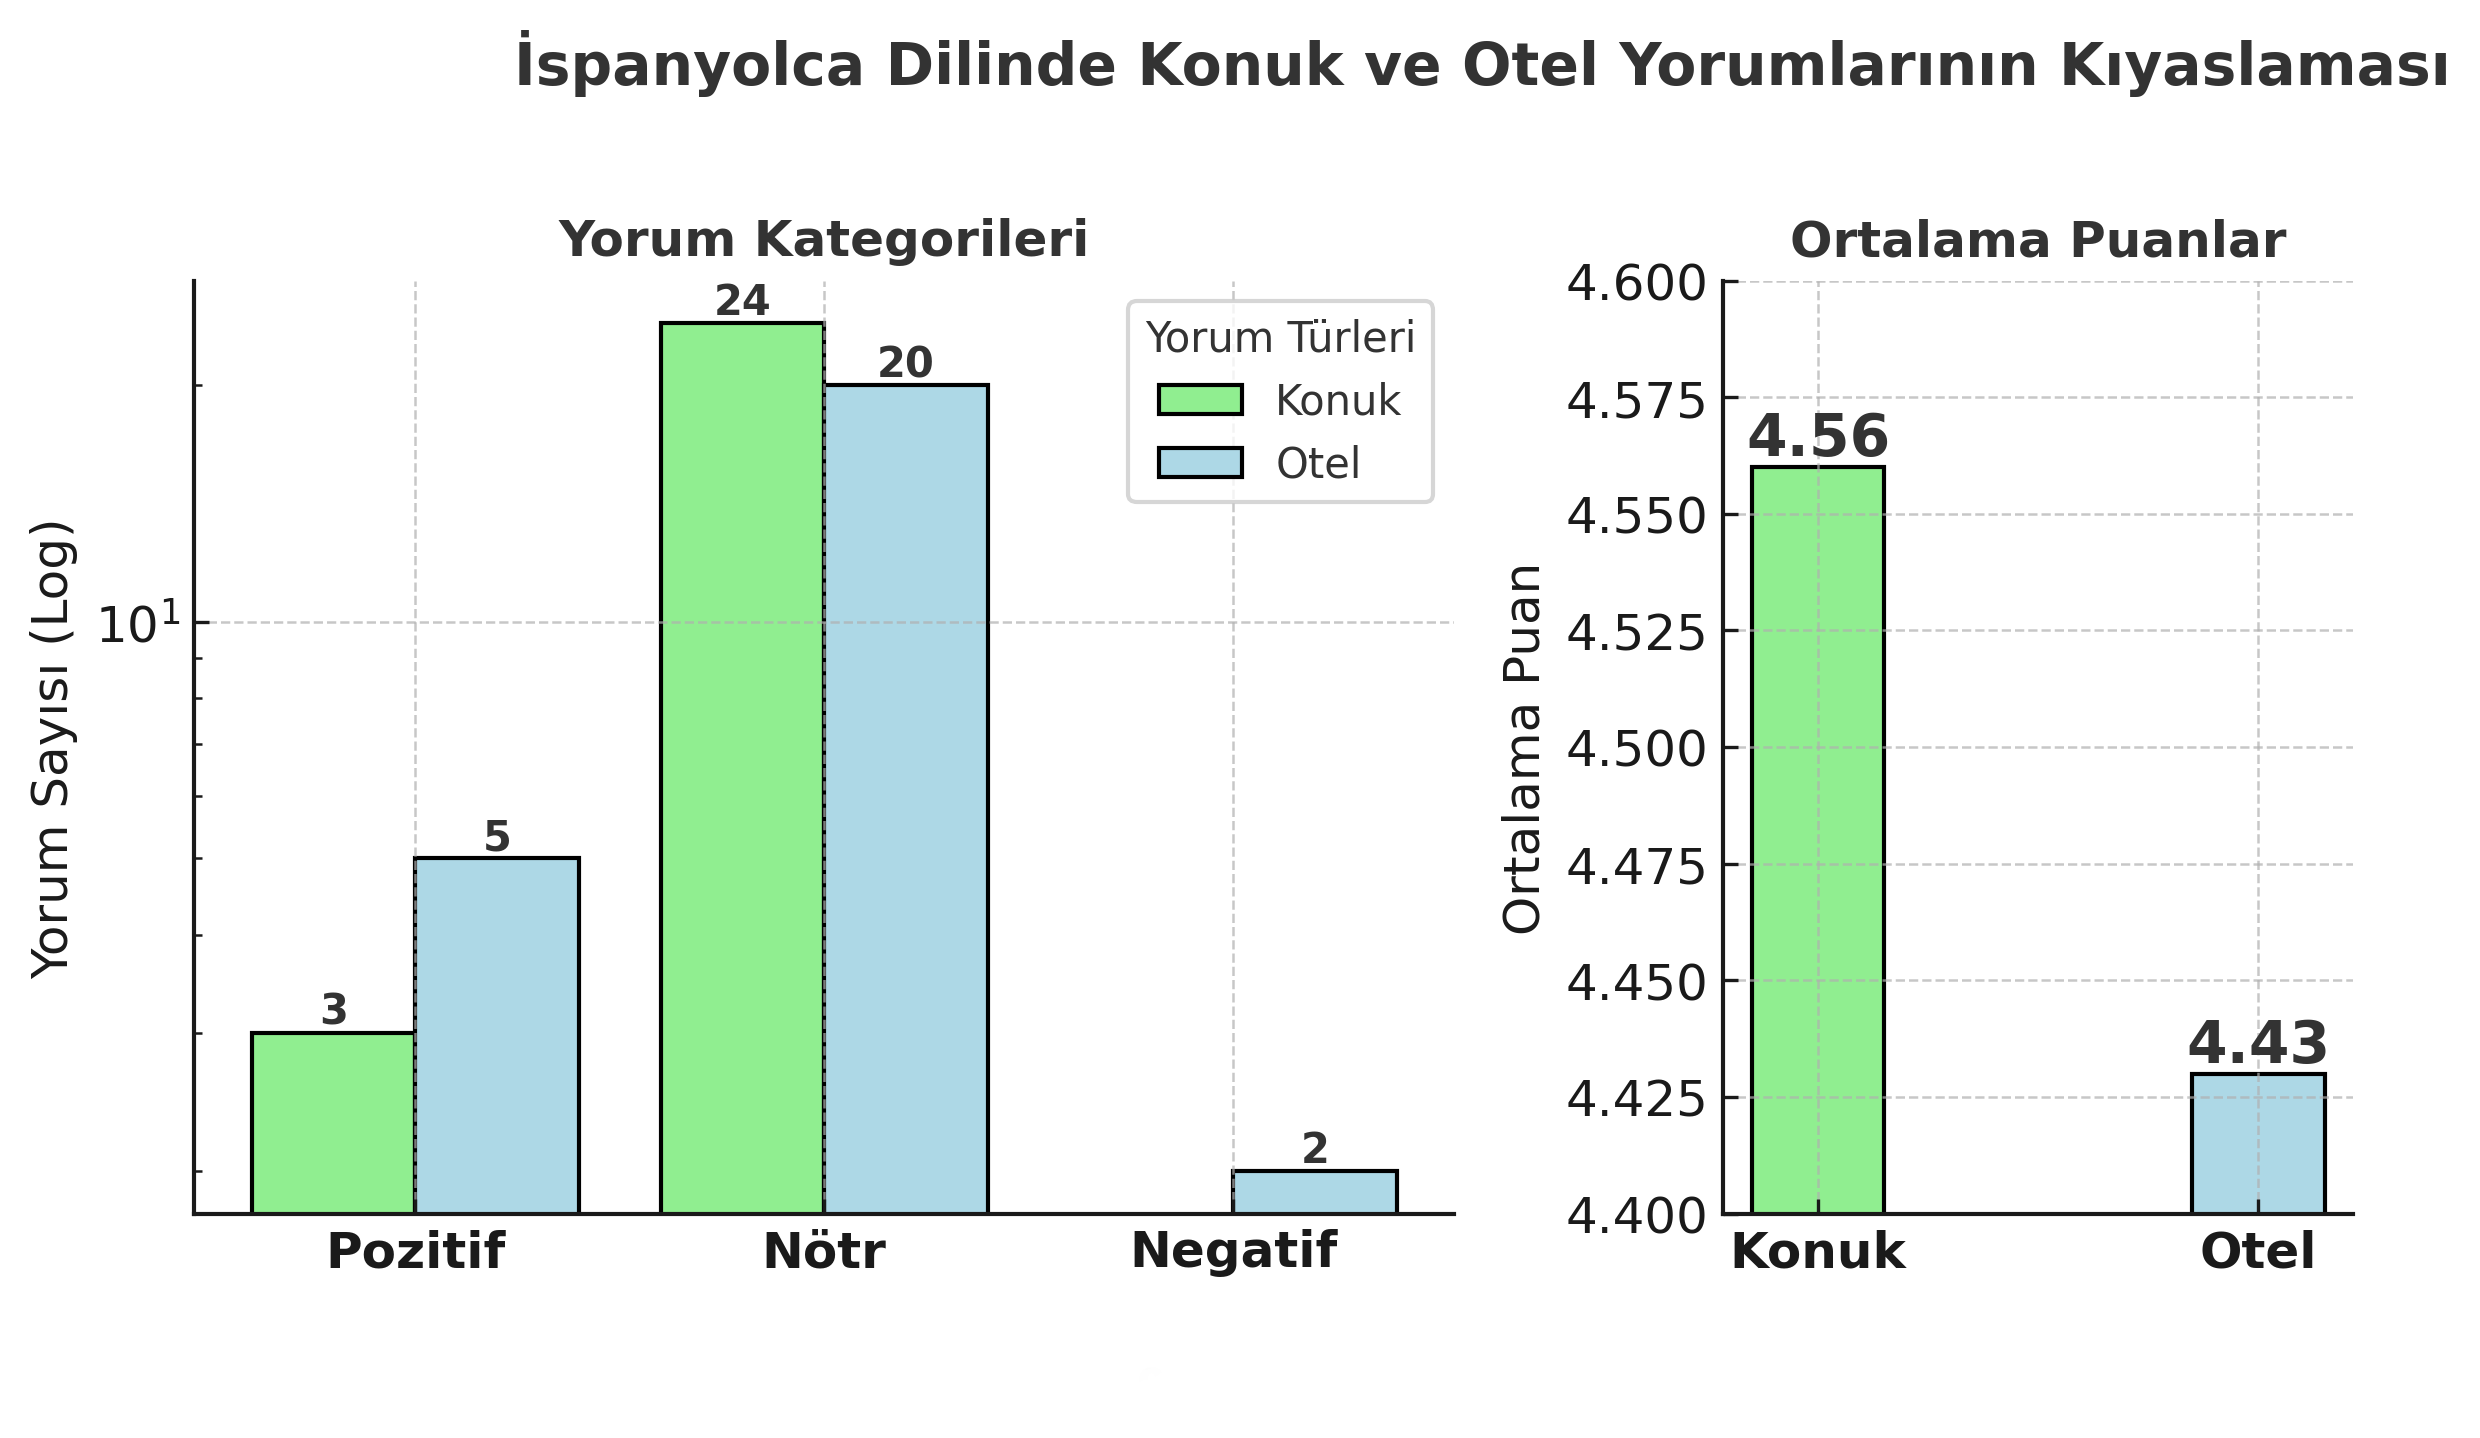 İspanyolca Dilinde Konuk ve Otel Yorumlarının Kıyaslaması
Yorum Kategorileri
24
20
5
3
2
Yorum Türleri
Konuk
Otel
Yorum Sayısı (Log)
10¹
Pozitif
Nötr
Negatif
Ortalama Puanlar
4.600
4.575
4.550
4.525
4.500
4.475
4.450
4.425
4.400
Ortalama Puan
4.56
4.43
Konuk
Otel